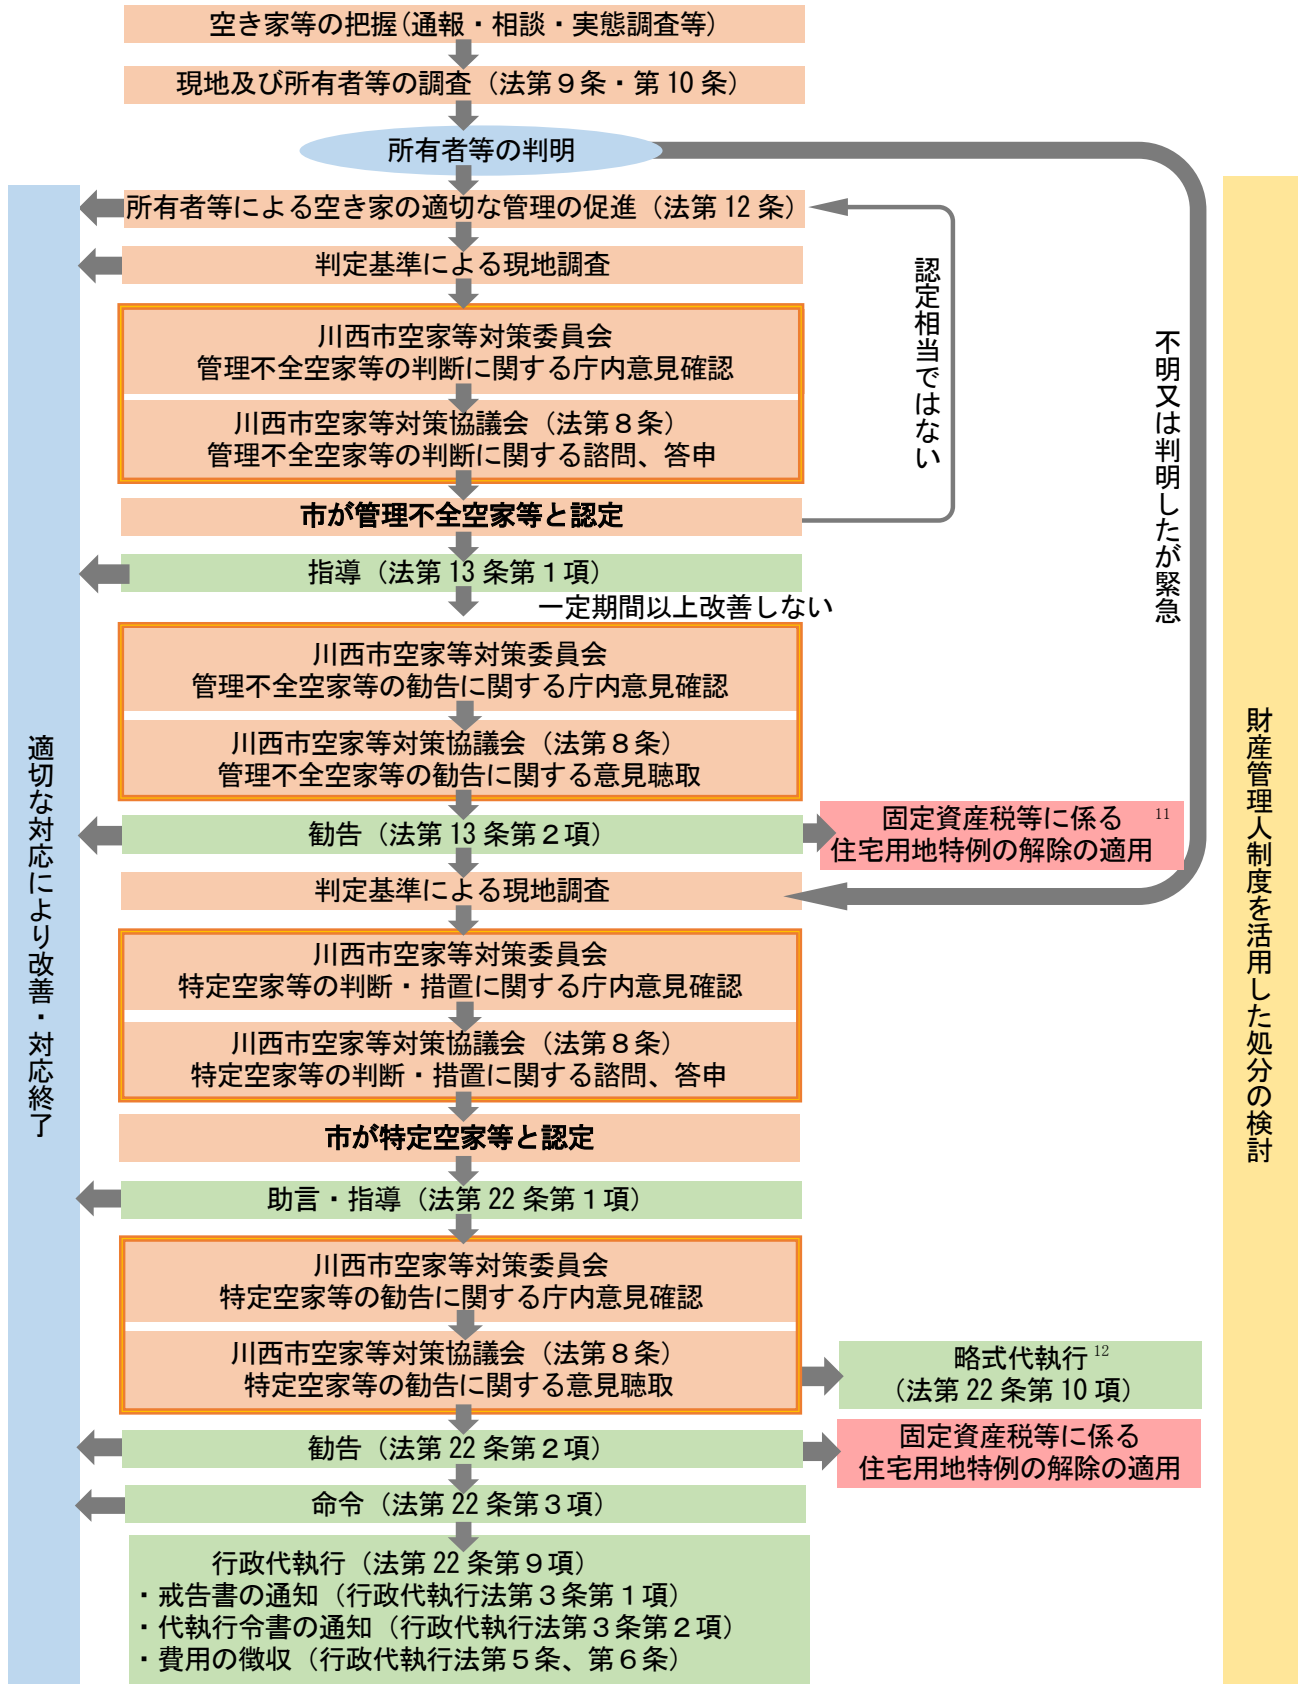 空き家等の把握(通報・相談・実態調査等)
現地及び所有者等の調査（法第９条・第10条）
所有者等の判明
所有者等による空き家の適切な管理の促進（法第12条）
判定基準による現地調査
川西市空家等対策委員会
管理不全空家等の判断に関する庁内意見確認
川西市空家等対策協議会（法第８条）
管理不全空家等の判断に関する諮問、答申
市が管理不全空家等と認定
認定相当ではない
不明又は判明したが緊急
指導（法第13条第１項）
一定期間以上改善しない
川西市空家等対策委員会
管理不全空家等の勧告に関する庁内意見確認
川西市空家等対策協議会（法第８条）
管理不全空家等の勧告に関する意見聴取
勧告（法第13条第２項）
固定資産税等に係る 11
住宅用地特例の解除の適用
判定基準による現地調査
川西市空家等対策委員会
特定空家等の判断・措置に関する庁内意見確認
川西市空家等対策協議会（法第８条）
特定空家等の判断・措置に関する諮問、答申
市が特定空家等と認定
助言・指導（法第22条第１項）
川西市空家等対策委員会
特定空家等の勧告に関する庁内意見確認
川西市空家等対策協議会（法第８条）
特定空家等の勧告に関する意見聴取
略式代執行 12
（法第22条第10項）
勧告（法第22条第２項）
固定資産税等に係る
住宅用地特例の解除の適用
命令（法第22条第３項）
行政代執行（法第22条第９項）
・戒告書の通知（行政代執行法第３条第１項）
・代執行令書の通知（行政代執行法第３条第２項）
・費用の徴収（行政代執行法第５条、第６条）
適切な対応により改善・対応終了
財産管理人制度を活用した処分の検討